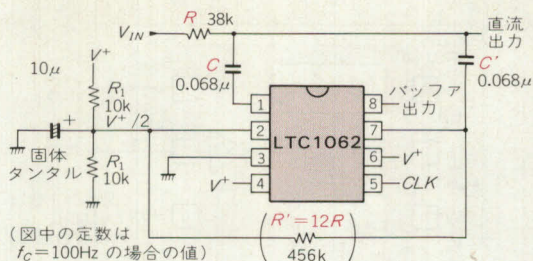 V_IN R 38k 直流出力
C 0.068μ
C' 0.068μ
10μ
V+
R1 10k
V+/2
+
固体タンタル
R1 10k
1 8 バッファ出力
2 LTC1062 7
3 6 V+
V+ 4 5 CLK
(R'=12R)
456k
(図中の定数は
fC=100Hz の場合の値)